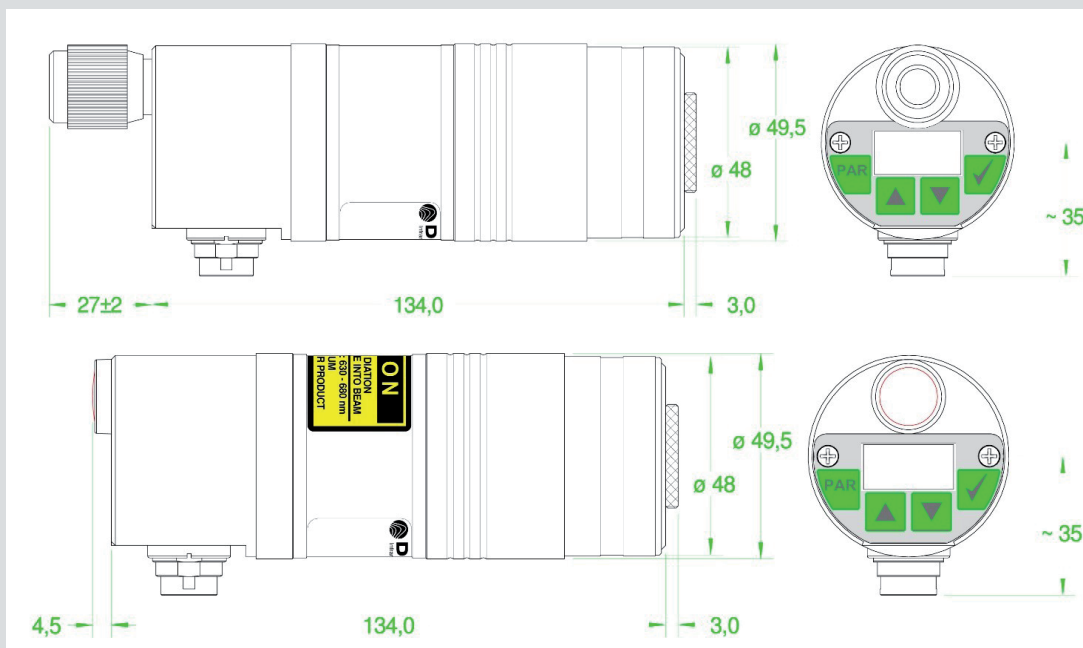 ø 49,5
ø 48
27±2
134,0
3,0
PAR
~ 35
D
ON
DIATION
E INTO BEAM
: 630 - 680 nm
UM
R PRODUCT
ø 49,5
ø 48
D
4,5
134,0
3,0
PAR
~ 35